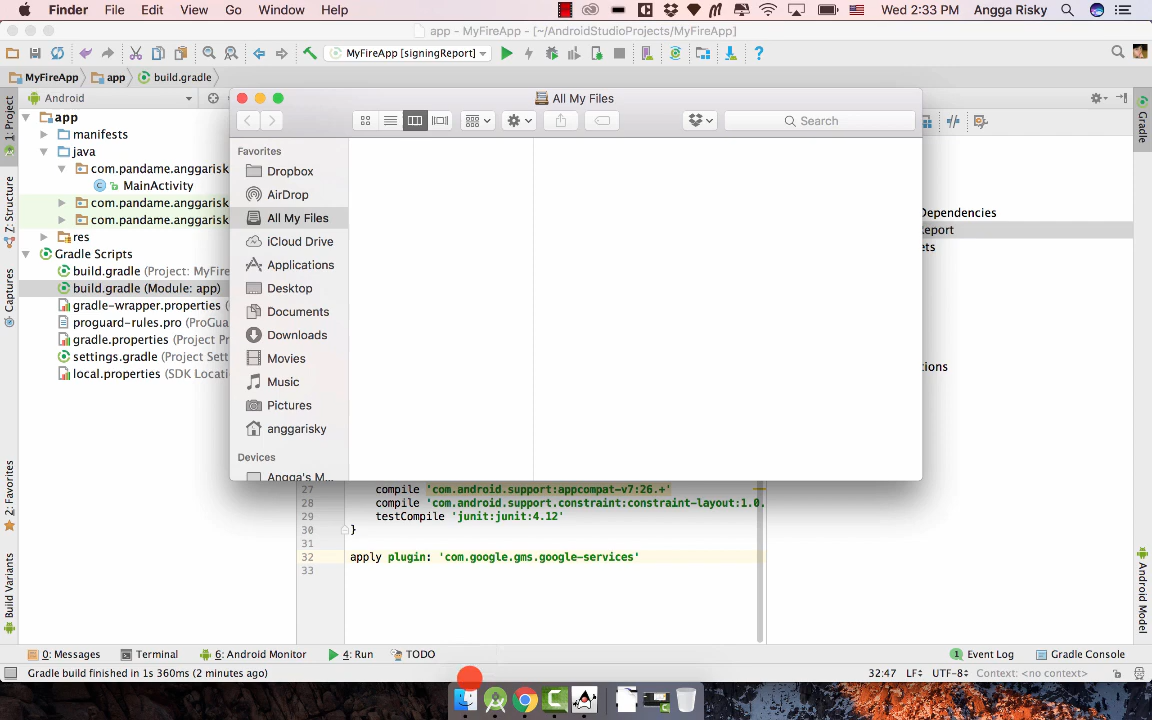 Finder File Edit View Go Window Help Wed 2:33 PM Angga Risky
app - MyFireApp - [~/AndroidStudioProjects/MyFireApp]
MyFireApp [signingReport]
MyFireApp app build.gradle
Android
All My Files
Search
1: Project
Z: Structure
Captures
2: Favorites
Build Variants
app
manifests
java
com.pandame.anggarisk
MainActivity
com.pandame.anggarisk
com.pandame.anggarisk
res
Gradle Scripts
build.gradle (Project: MyFire
build.gradle (Module: app)
gradle-wrapper.properties (
proguard-rules.pro (ProGua
gradle.properties (Project Pr
settings.gradle (Project Sett
local.properties (SDK Locati
Favorites
Dropbox
AirDrop
All My Files
iCloud Drive
Applications
Desktop
Documents
Downloads
Movies
Music
Pictures
anggarisky
Devices
Angga's M...
Dependencies
eport
ets
ions
Gradle
Android Model
27 compile 'com.android.support:appcompat-v7:26.+'
28 compile 'com.android.support.constraint:constraint-layout:1.0.
29 testCompile 'junit:junit:4.12'
30 }
31
32 apply plugin: 'com.google.gms.google-services'
33
0: Messages Terminal 6: Android Monitor 4: Run TODO 1 Event Log Gradle Console
Gradle build finished in 1s 360ms (2 minutes ago) 32:47 LF UTF-8 Context: <no context>